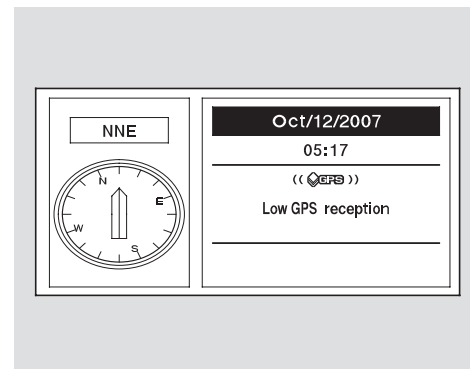 NNE
N
E
W
S
Oct/12/2007
05:17
((GPS))
Low GPS reception